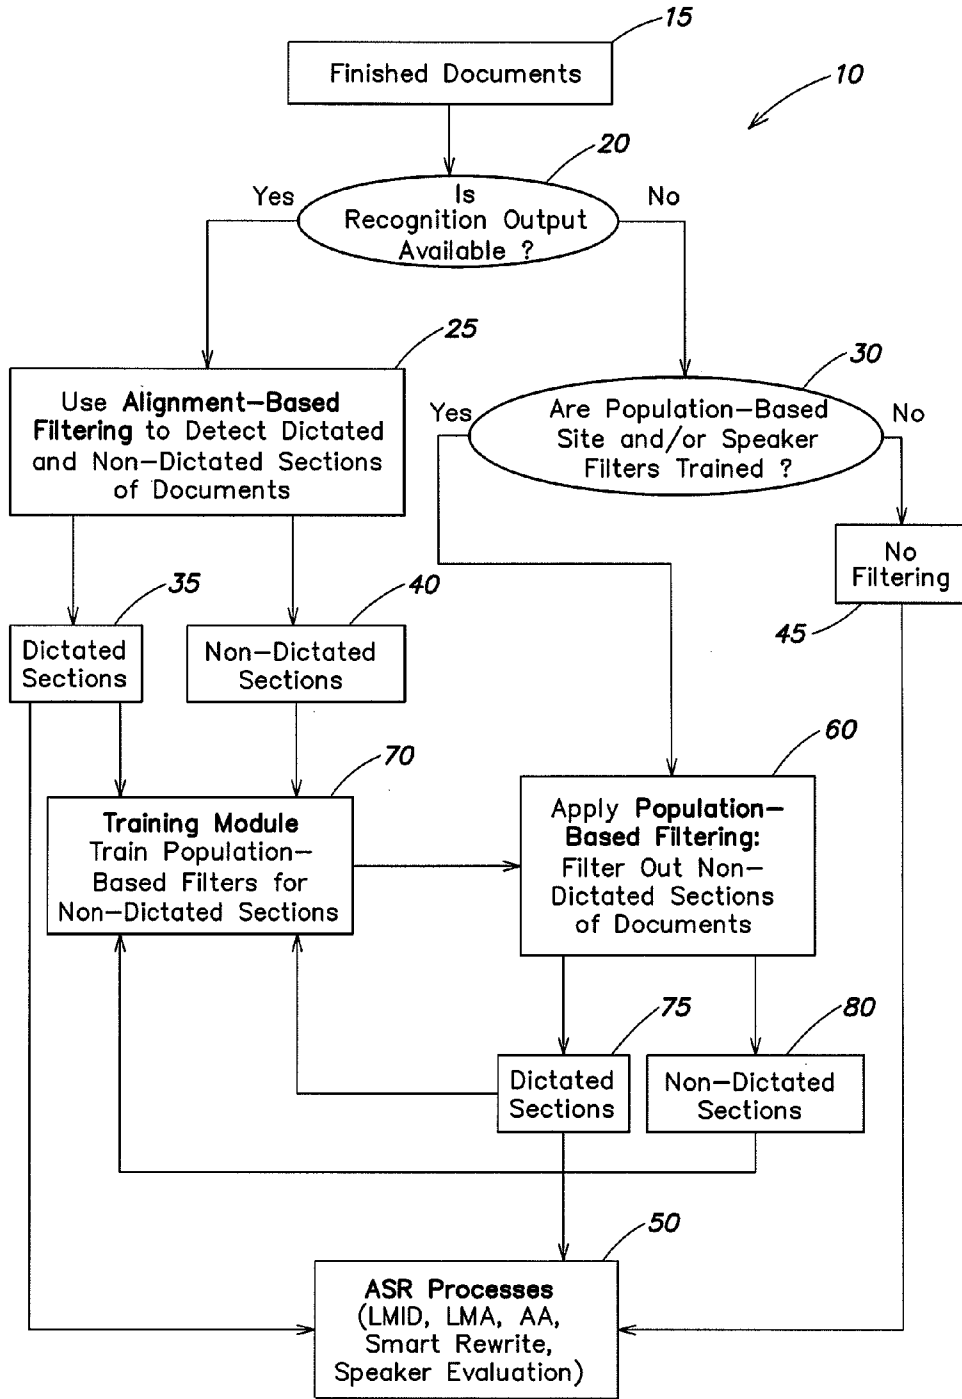 15
Finished Documents
10
20
Yes
Is
Recognition Output
Available ?
No
25
Use Alignment-Based
Filtering to Detect Dictated
and Non-Dictated Sections
of Documents
30
Yes
Are Population-Based
Site and/or Speaker
Filters Trained ?
No
No
Filtering
45
35
Dictated
Sections
40
Non-Dictated
Sections
70
Training Module
Train Population-
Based Filters for
Non-Dictated Sections
60
Apply Population-
Based Filtering:
Filter Out Non-
Dictated Sections
of Documents
75
Dictated
Sections
80
Non-Dictated
Sections
50
ASR Processes
(LMID, LMA, AA,
Smart Rewrite,
Speaker Evaluation)